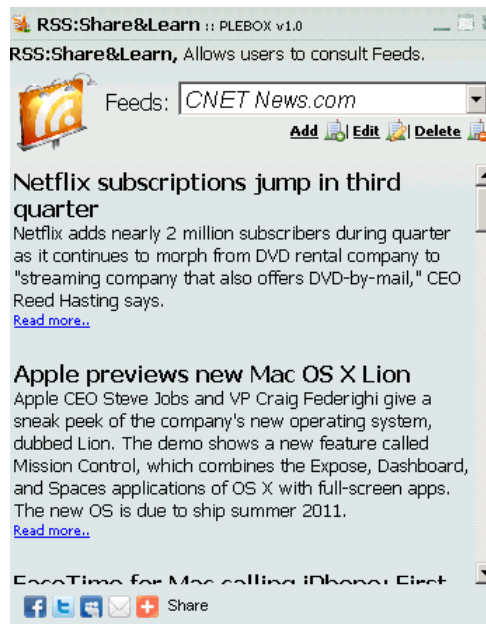 RSS:Share&Learn :: PLEBOX v1.0
RSS:Share&Learn, Allows users to consult Feeds.
Feeds: CNET News.com
Add | Edit | Delete
Netflix subscriptions jump in third
quarter
Netflix adds nearly 2 million subscribers during quarter
as it continues to morph from DVD rental company to
"streaming company that also offers DVD-by-mail," CEO
Reed Hasting says.
Read more..
Apple previews new Mac OS X Lion
Apple CEO Steve Jobs and VP Craig Federighi give a
sneak peek of the company's new operating system,
dubbed Lion. The demo shows a new feature called
Mission Control, which combines the Expose, Dashboard,
and Spaces applications of OS X with full-screen apps.
The new OS is due to ship summer 2011.
Read more..
FaceTime for Mac calling iPhone: First
Share